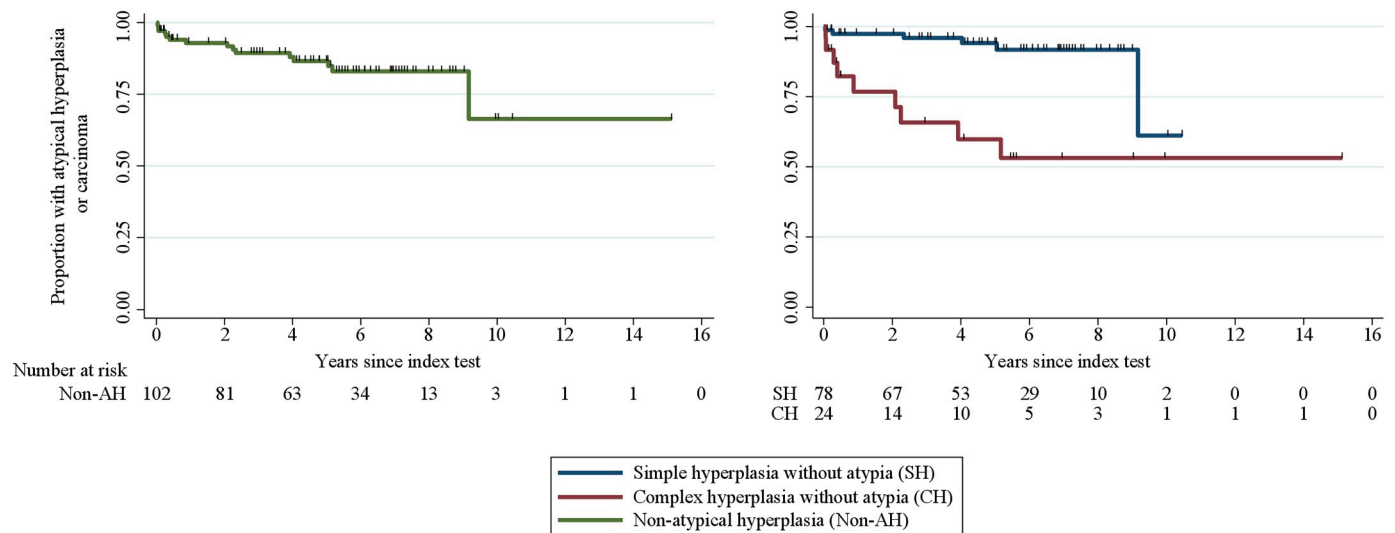 Proportion with atypical hyperplasia
or carcinoma
1.00
0.75
0.50
0.25
0.00
0 2 4 6 8 10 12 14 16
Years since index test
Number at risk
Non-AH 102 81 63 34 13 3 1 1 0
1.00
0.75
0.50
0.25
0.00
0 2 4 6 8 10 12 14 16
Years since index test
SH 78 67 53 29 10 2 0 0 0
CH 24 14 10 5 3 1 1 1 0
Simple hyperplasia without atypia (SH)
Complex hyperplasia without atypia (CH)
Non-atypical hyperplasia (Non-AH)